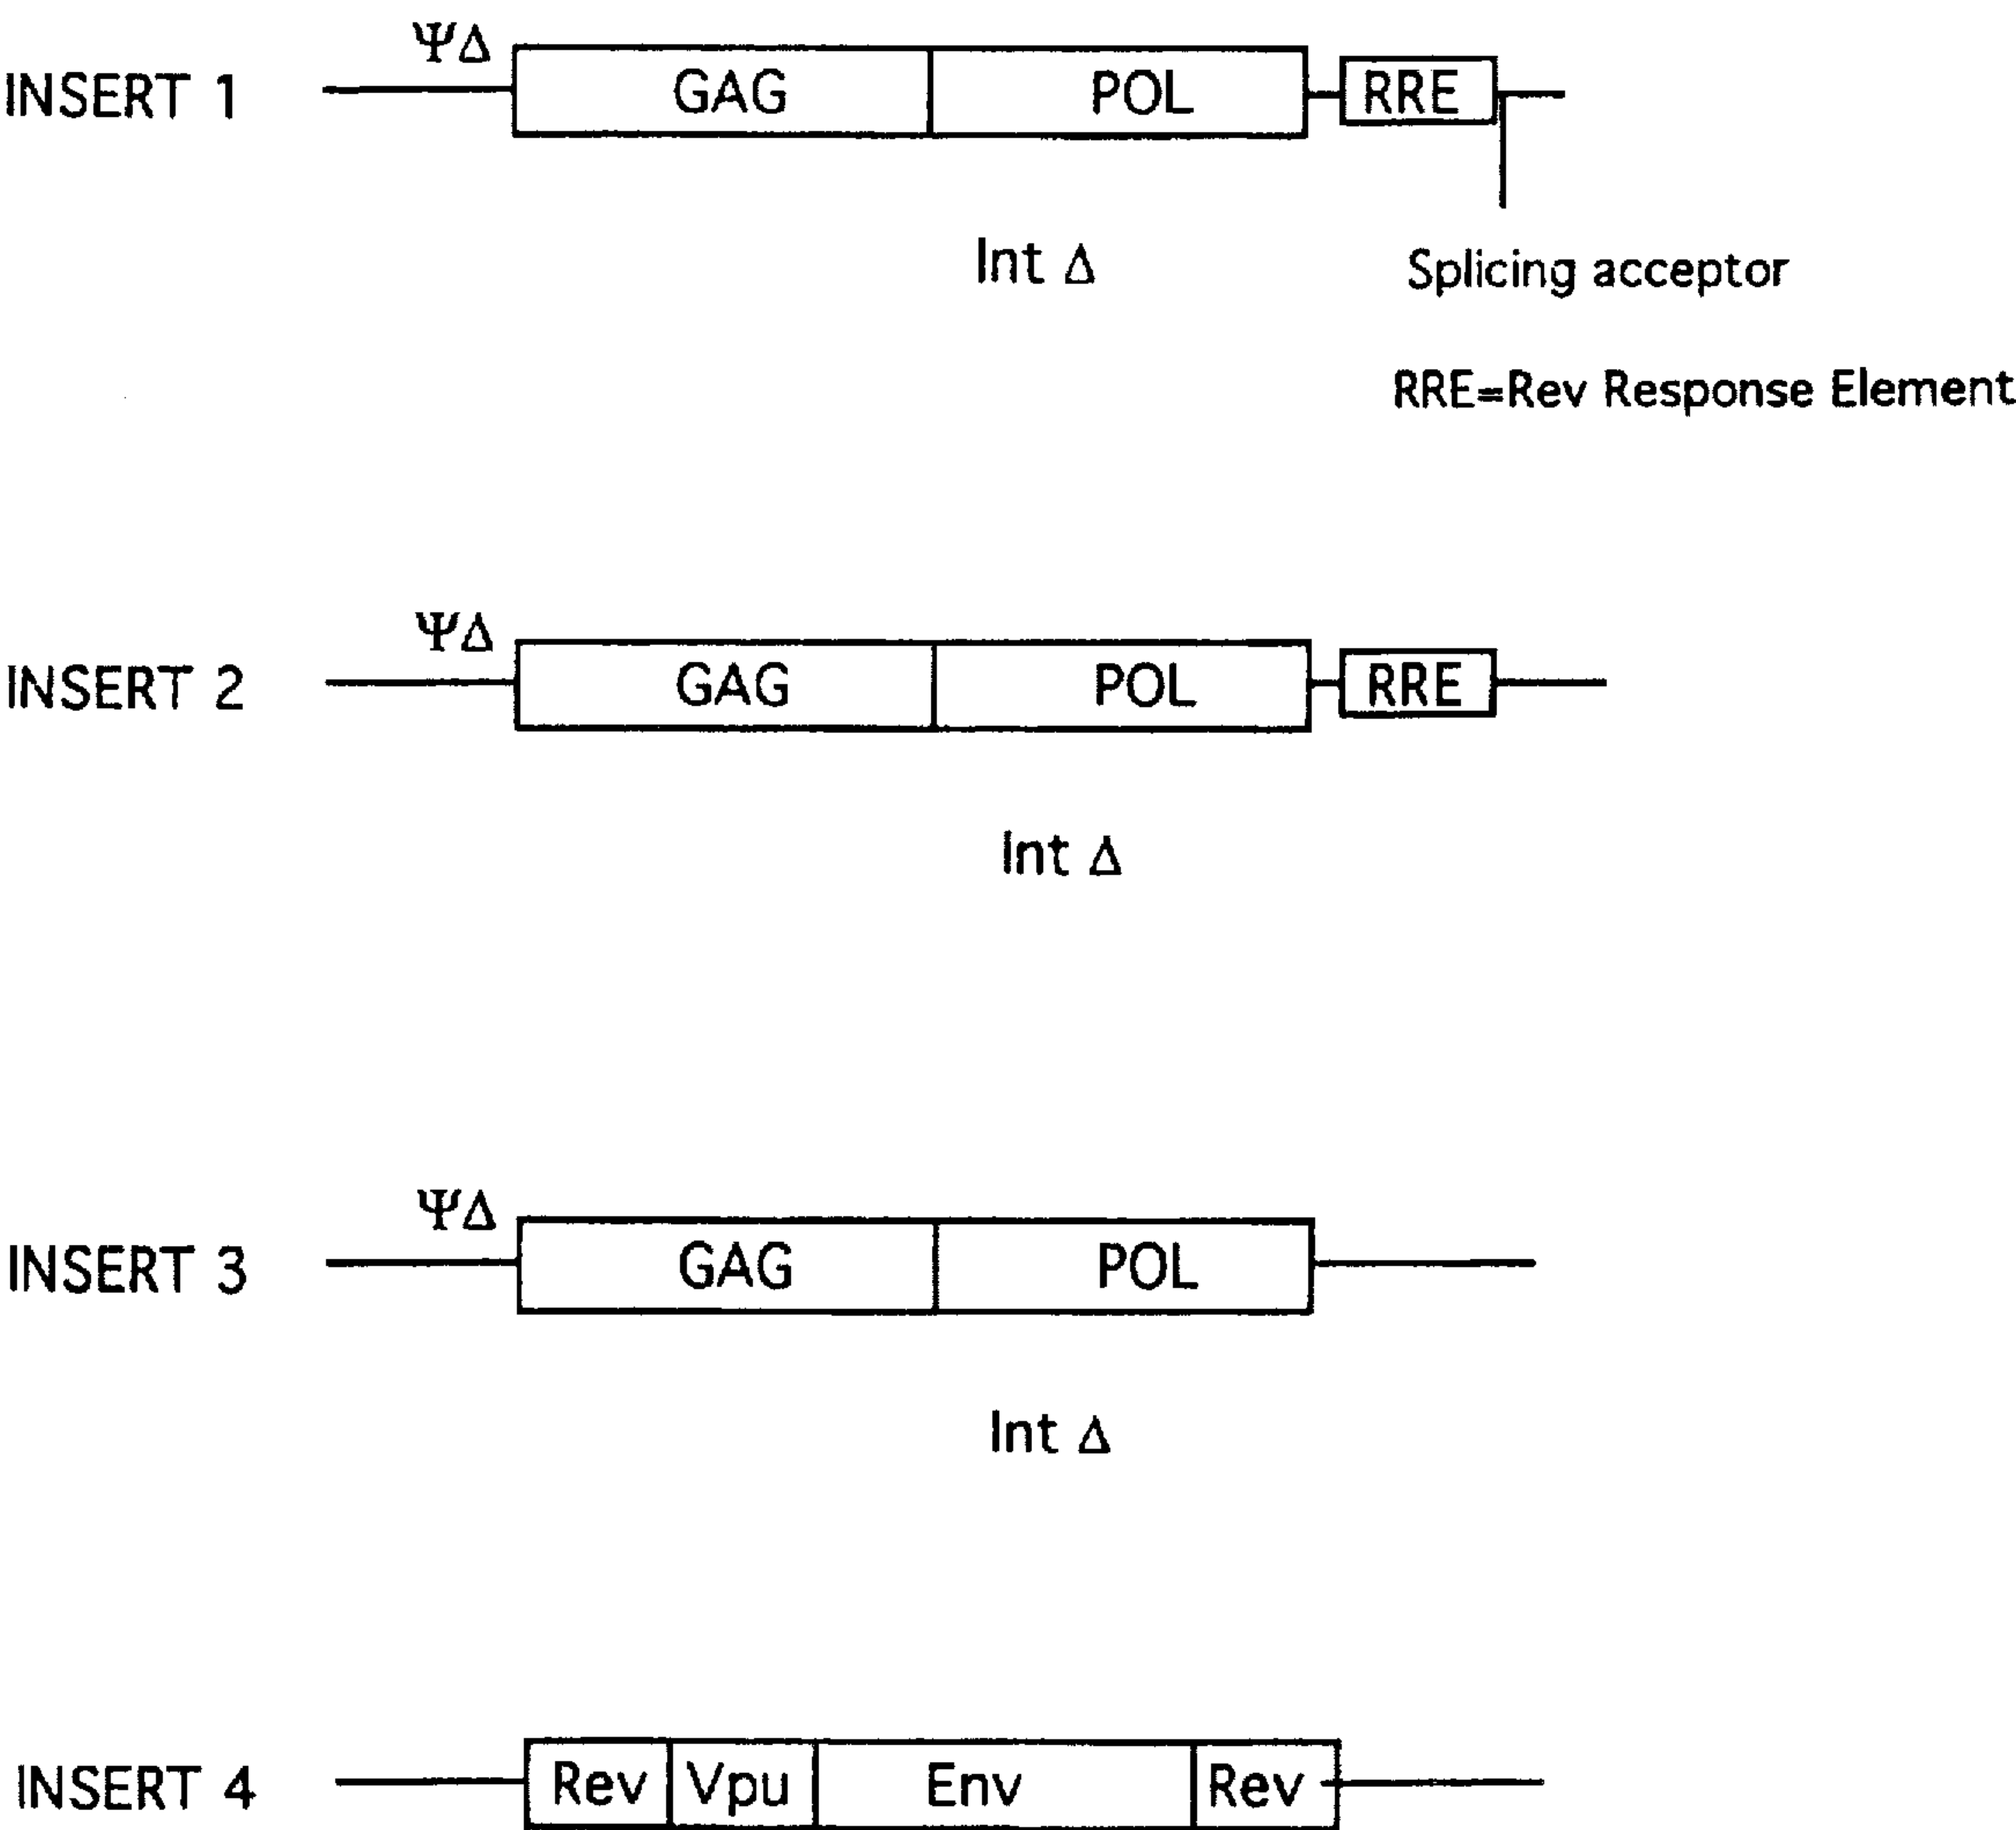 ΨΔ
INSERT 1 GAG POL RRE
Int Δ Splicing acceptor
RRE=Rev Response Element
ΨΔ
INSERT 2 GAG POL RRE
Int Δ
ΨΔ
INSERT 3 GAG POL
Int Δ
INSERT 4 Rev Vpu Env Rev